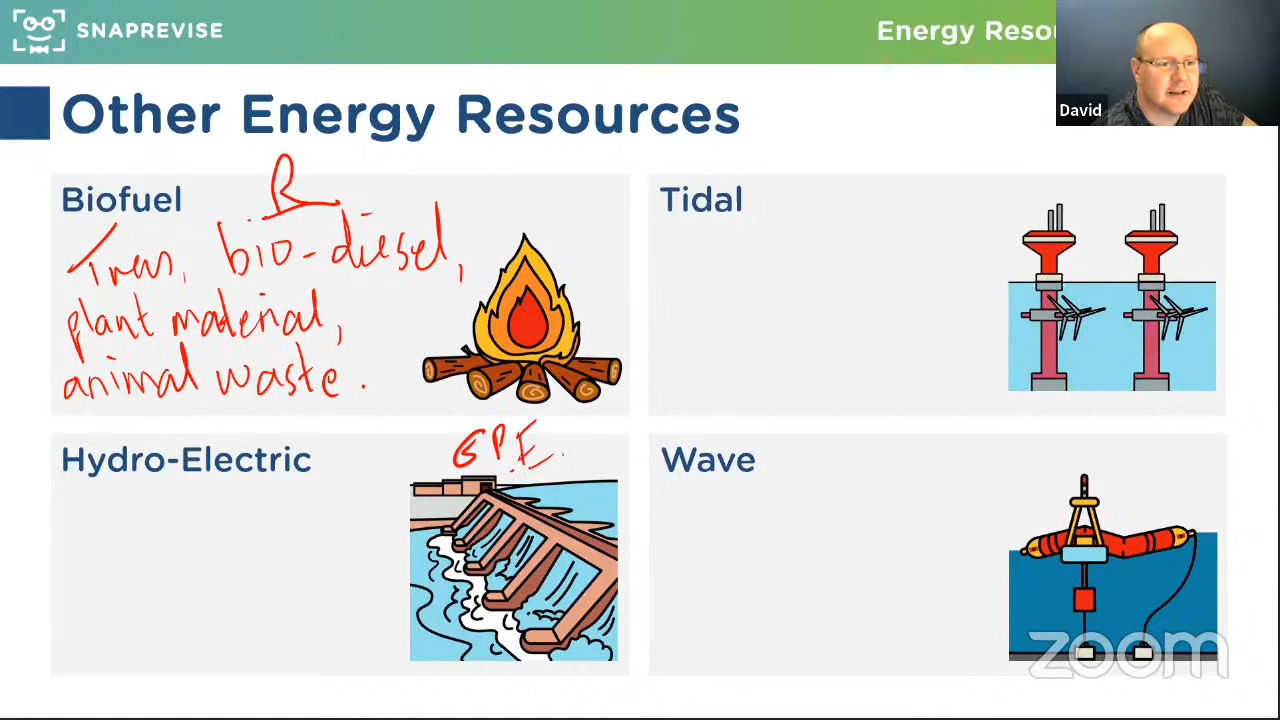 SNAPREVISE
Energy Resou
David
Other Energy Resources
Biofuel
R
Trees, bio-diesel,
plant material,
animal waste.
Tidal
Hydro-Electric
GPE.
Wave
zoom